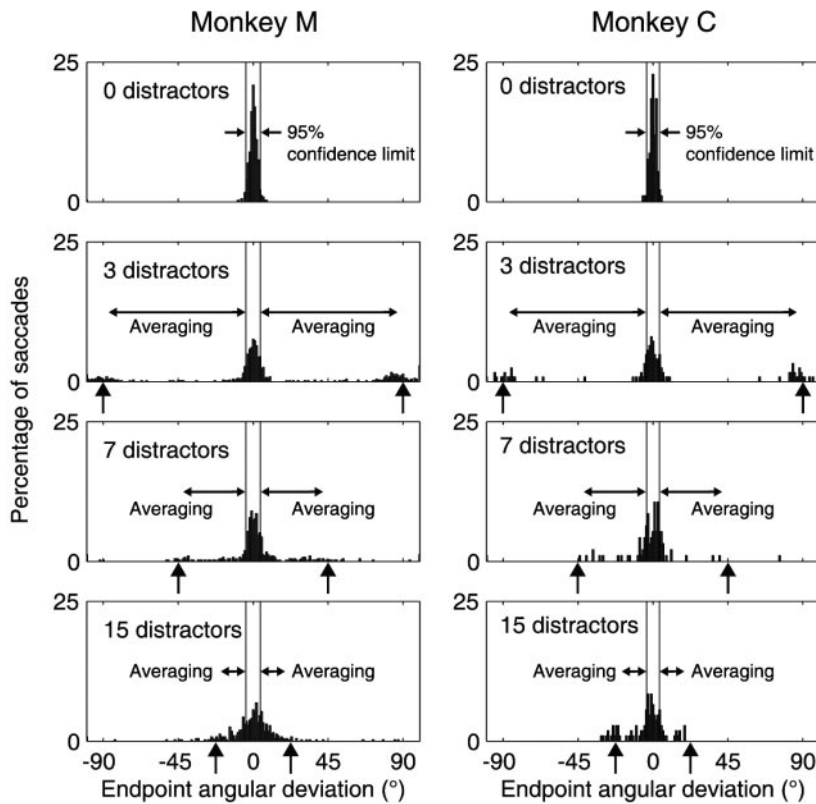 Monkey M
Monkey C
Percentage of saccades
25
0 distractors
95%
confidence limit
0
25
0 distractors
95%
confidence limit
0
25
3 distractors
Averaging Averaging
0
25
3 distractors
Averaging Averaging
0
25
7 distractors
Averaging Averaging
0
25
7 distractors
Averaging Averaging
0
25
15 distractors
Averaging Averaging
0
-90 -45 0 45 90
Endpoint angular deviation (°)
25
15 distractors
Averaging Averaging
0
-90 -45 0 45 90
Endpoint angular deviation (°)